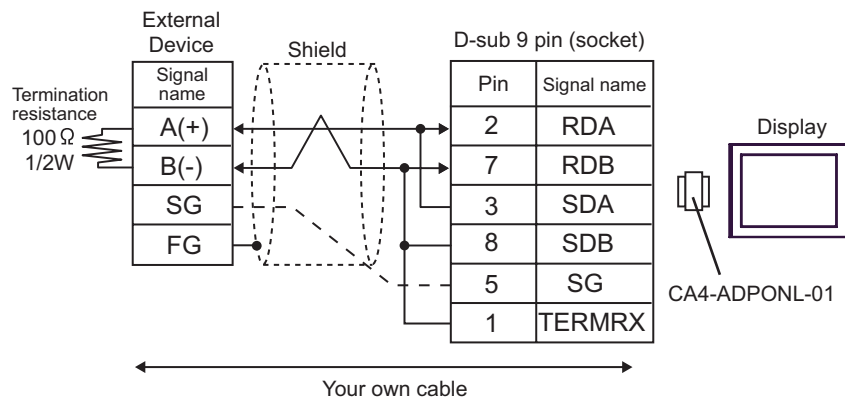 External
Device
Shield
D-sub 9 pin (socket)
Signal
name
Pin
Signal name
Termination
resistance
100 Ω
1/2W
A(+)
2
RDA
Display
B(-)
7
RDB
SG
3
SDA
FG
8
SDB
5
SG
CA4-ADPONL-01
1
TERMRX
Your own cable